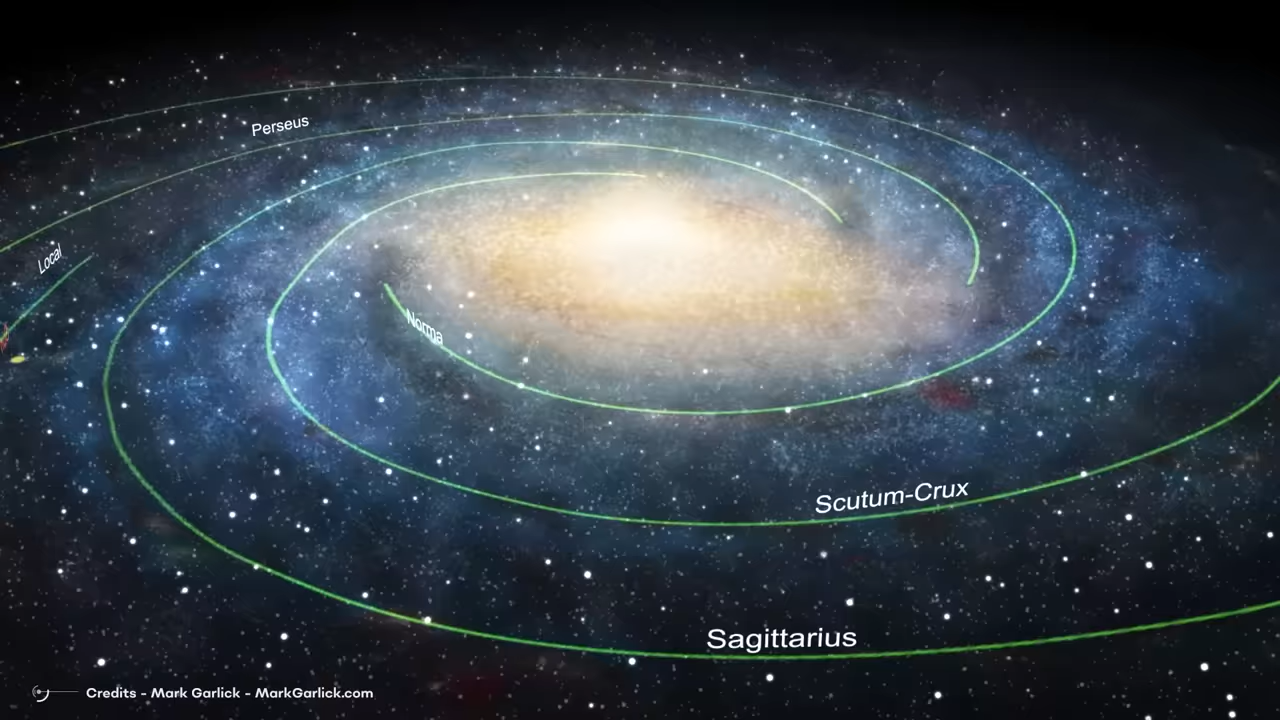 Perseus
Local
Norma
Scutum-Crux
Sagittarius
Credits - Mark Garlick - MarkGarlick.com